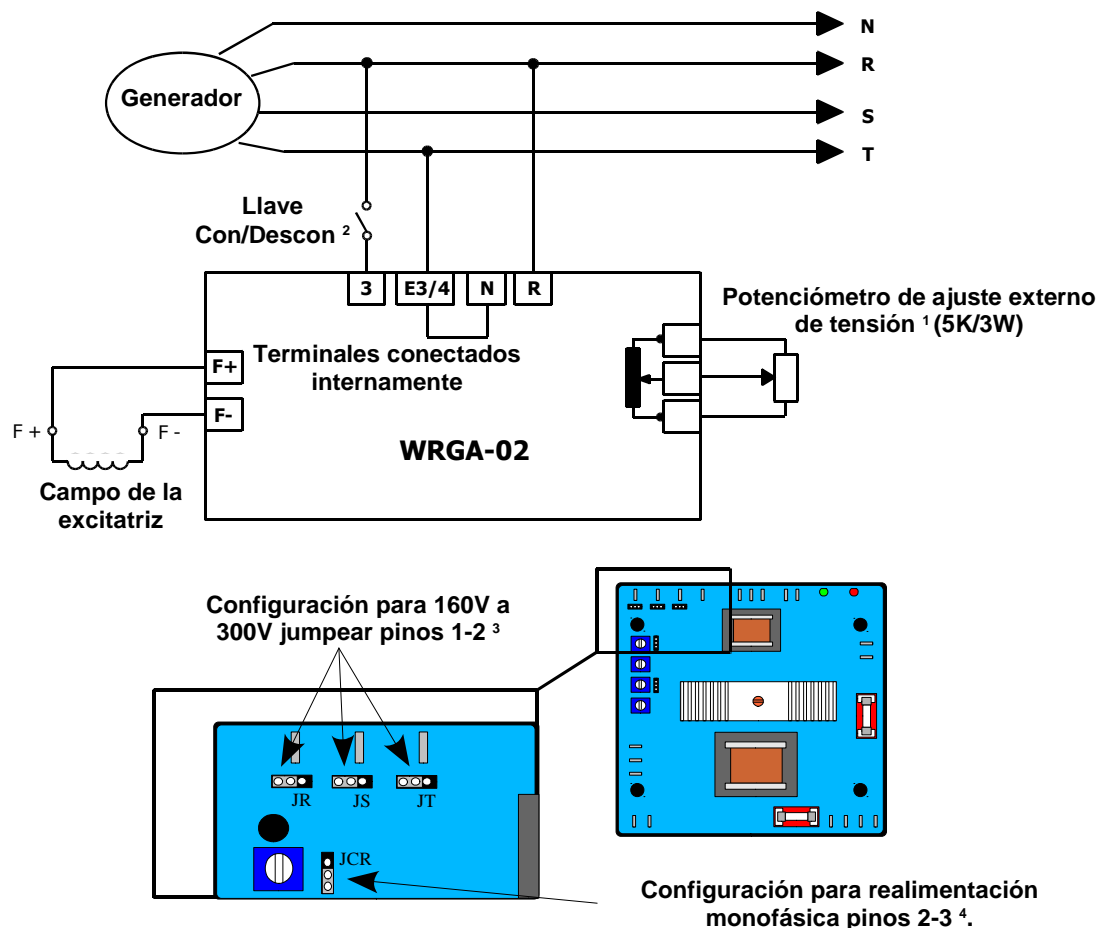 N
R
Generador
S
T
Llave
Con/Descon ²
3 E3/4 N R
Potenciómetro de ajuste externo
de tensión ¹ (5K/3W)
Terminales conectados
internamente
F+
F-
F + F -
WRGA-02
Campo de la
excitatriz
Configuración para 160V a
300V jumpear pinos 1-2 ³
JR JS JT
JCR
Configuración para realimentación
monofásica pinos 2-3 ⁴.